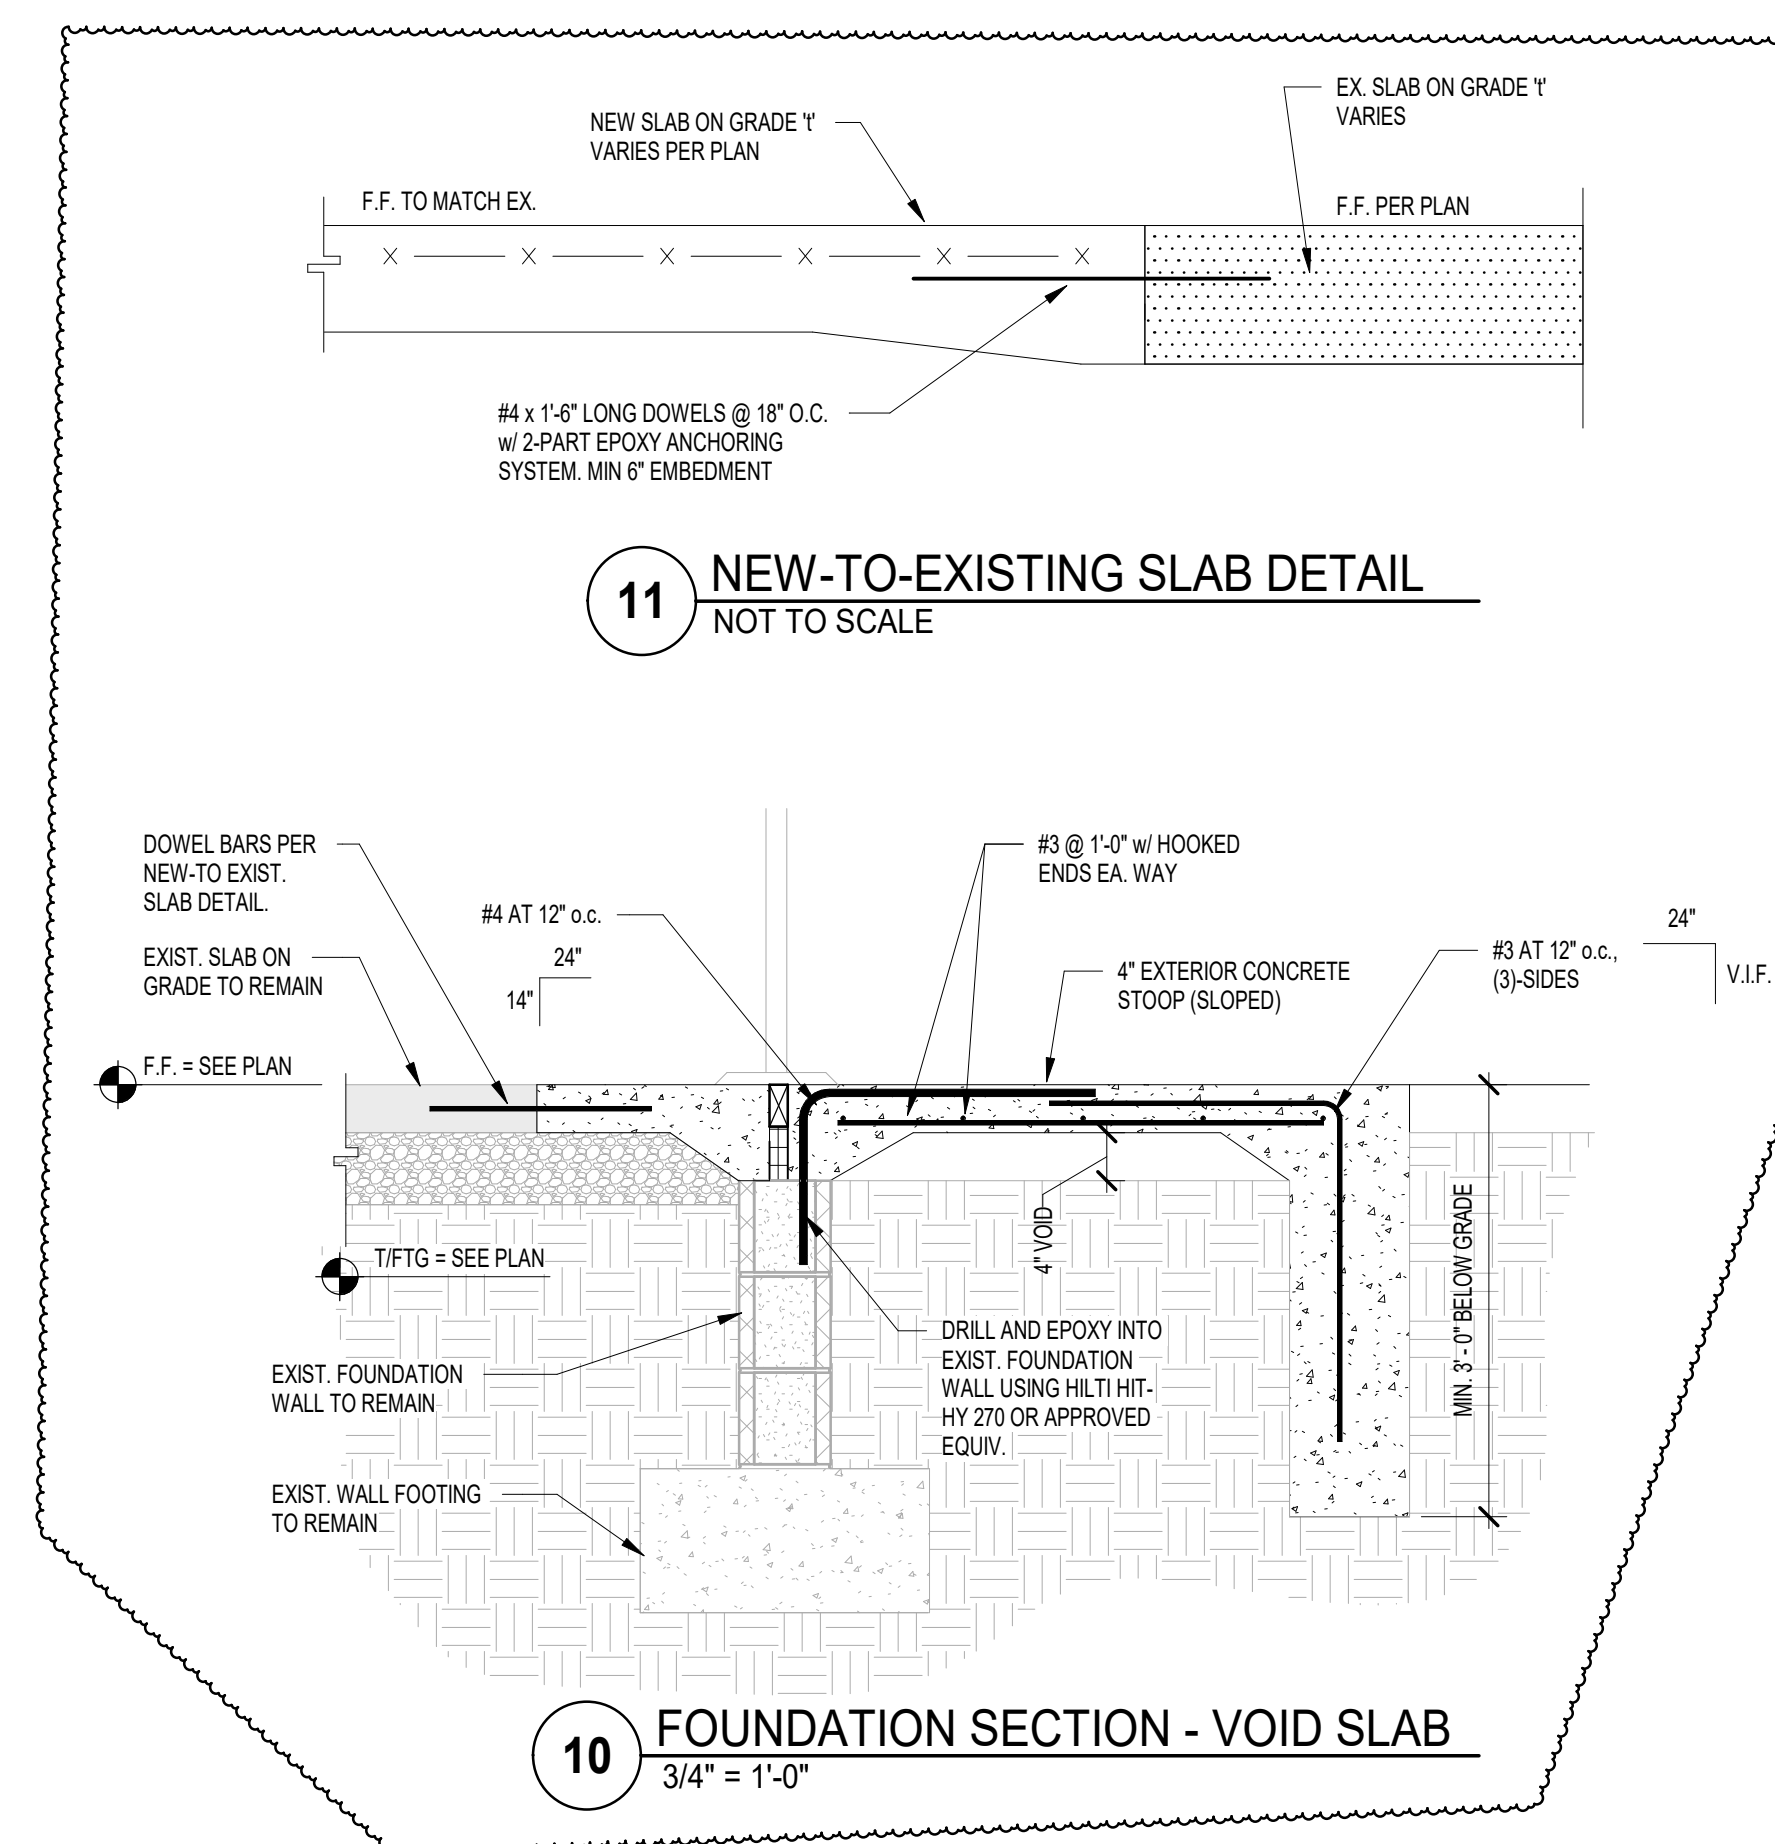 EX. SLAB ON GRADE 't'
VARIES
NEW SLAB ON GRADE 't'
VARIES PER PLAN
F.F. TO MATCH EX.
F.F. PER PLAN
X X X X X X
#4 x 1'-6" LONG DOWELS @ 18" O.C.
w/ 2-PART EPOXY ANCHORING
SYSTEM. MIN 6" EMBEDMENT
11
NEW-TO-EXISTING SLAB DETAIL
NOT TO SCALE
DOWEL BARS PER
NEW-TO EXIST.
SLAB DETAIL.
EXIST. SLAB ON
GRADE TO REMAIN
F.F. = SEE PLAN
#4 AT 12" o.c.
24"
14"
#3 @ 1'-0" w/ HOOKED
ENDS EA. WAY
4" EXTERIOR CONCRETE
STOOP (SLOPED)
#3 AT 12" o.c.,
(3)-SIDES
24"
V.I.F.
T/FTG = SEE PLAN
4" VOID
MIN. 3' - 0" BELOW GRADE
DRILL AND EPOXY INTO
EXIST. FOUNDATION
WALL USING HILTI HIT-
HY 270 OR APPROVED
EQUIV.
EXIST. FOUNDATION
WALL TO REMAIN
EXIST. WALL FOOTING
TO REMAIN
10
FOUNDATION SECTION - VOID SLAB
3/4" = 1'-0"